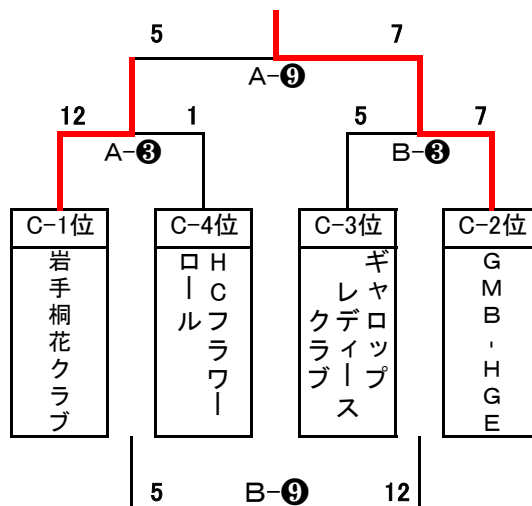 5 7
A-❾
12 1 5 7
A-❸ B-❸
C-1位 C-4位 C-3位 C-2位
岩手桐花クラブ
HCフラワー
ロール
ギャロップ
レディース
クラブ
GMB-HGE
5 B-❾ 12